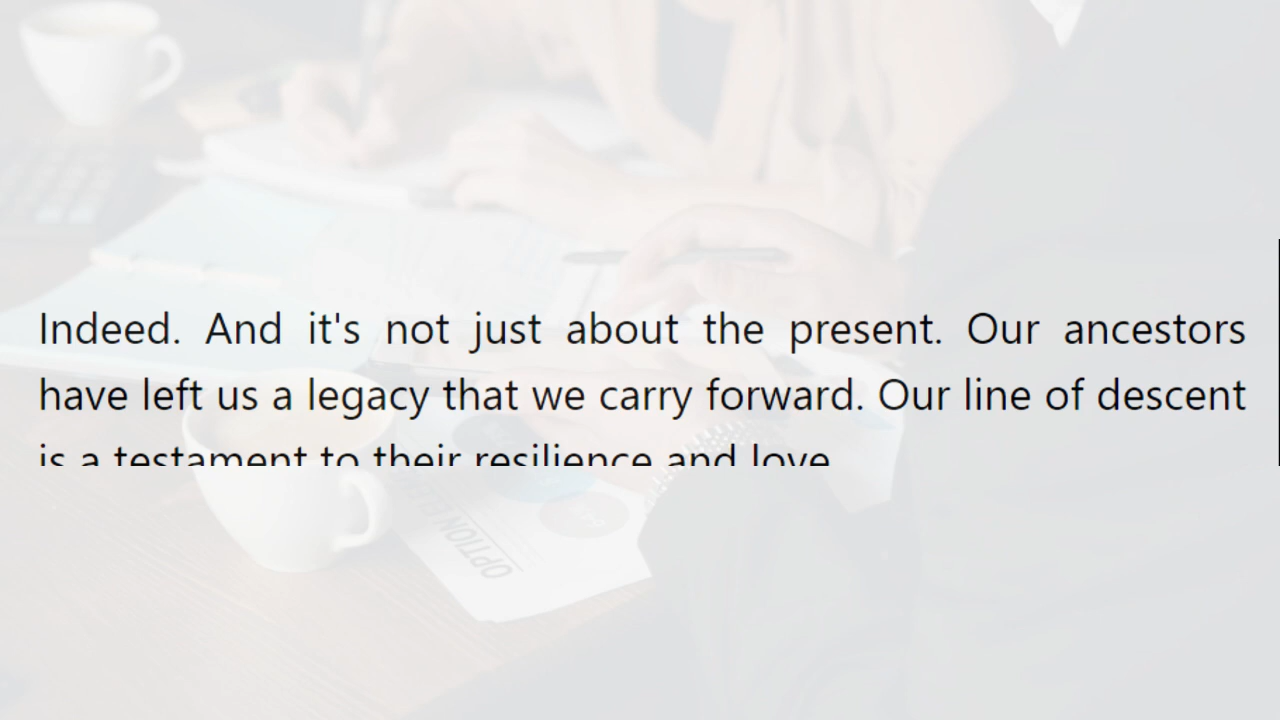 Indeed. And it's not just about the present. Our ancestors
have left us a legacy that we carry forward. Our line of descent
is a testament to their resilience and love.
OPTION